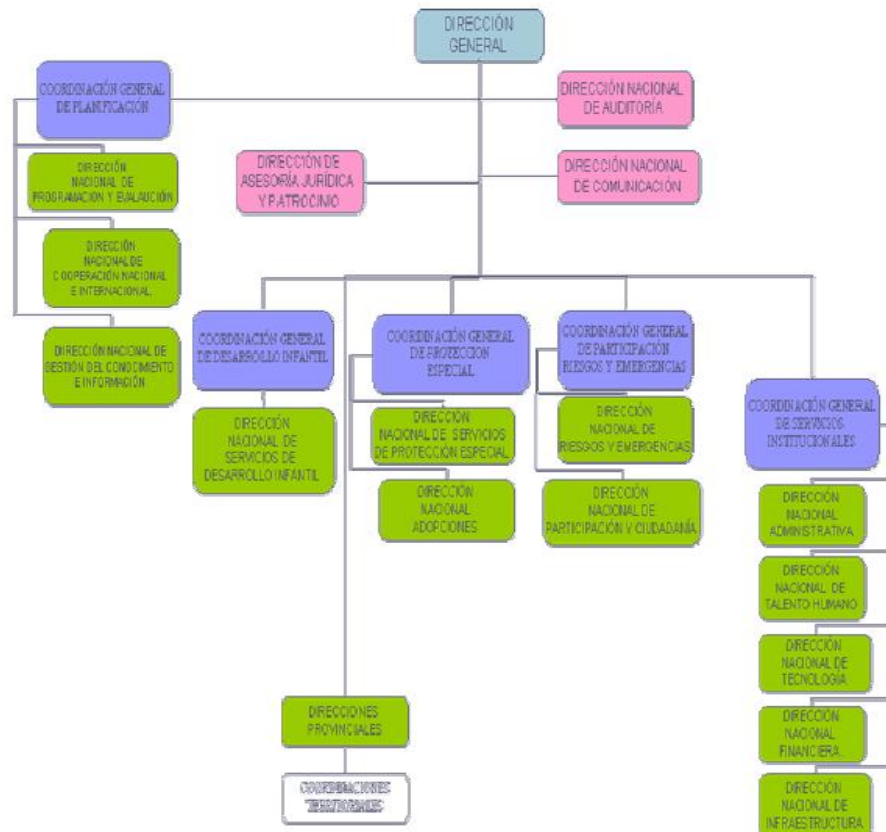 DIRECCIÓN
GENERAL
COORDINACIÓN GENERAL
DE PLANIFICACIÓN
DIRECCIÓN NACIONAL
DE AUDITORÍA
DIRECCIÓN DE
ASESORÍA JURÍDICA
Y PATROCINIO
DIRECCIÓN NACIONAL
DE COMUNICACIÓN
DIRECCIÓN
NACIONAL DE
PROGRAMACION Y EVALAUCIÓN
DIRECCIÓN
NACIONAL DE
COOPERACIÓN NACIONAL
E INTERNACIONAL
DIRECCIÓN NACIONAL DE
GESTIÓN DEL CONOCIMIENTO
E INFORMACIÓN
COORDINACIÓN GENERAL
DE DESARROLLO INFANTIL
DIRECCIÓN
NACIONAL DE
SERVICIOS DE
DESARROLLO INFANTIL
COORDINACIÓN GENERAL
DE PROTECCION
ESPECIAL
DIRECCIÓN
NACIONAL DE SERVICIOS
DE PROTECCIÓN ESPECIAL
DIRECCIÓN
NACIONAL
ADOPCIONES
COORDINACIÓN GENERAL
DE PARTICIPACIÓN
RIESGOS Y EMERGENCIAS
DIRECCIÓN
NACIONAL DE
RIESGOS Y EMERGENCIAS
DIRECCIÓN
NACIONAL DE
PARTICIPACIÓN Y CIUDADANÍA
COORDINACIÓN GENERAL
DE SERVICIOS
INSTITUCIONALES
DIRECCIÓN
NACIONAL
ADMINISTRATIVA
DIRECCIÓN
NACIONAL DE
TALENTO HUMANO
DIRECCIÓN
NACIONAL DE
TECNOLOGÍA
DIRECCIÓN
NACIONAL
FINANCIERA
DIRECCIÓN
NACIONAL DE
INFRAESTRUCTURA
DIRECCIONES
PROVINCIALES
COORDINACIONES
TERRITORIALES